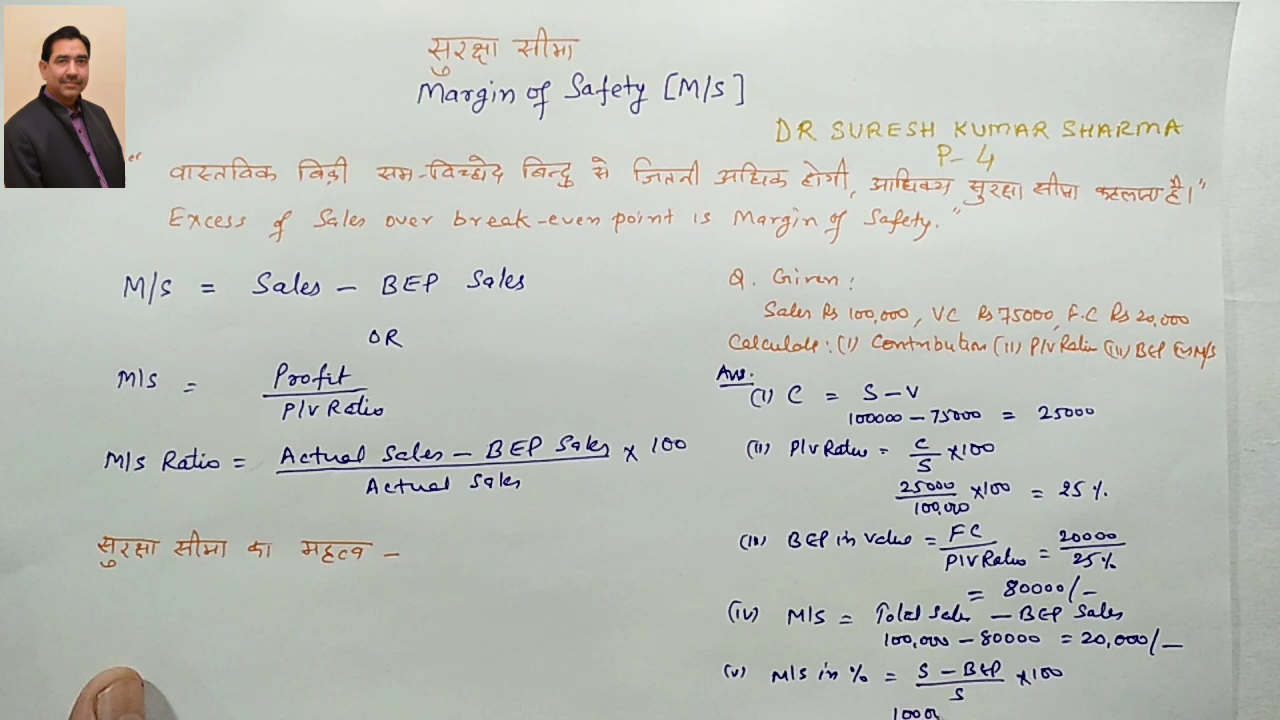 सुरक्षा सीमा
Margin of Safety [M/S]
DR SURESH KUMAR SHARMA
P-4
" वास्तविक बिक्री सम-विच्छेद बिन्दु से जितनी अधिक होगी, आधिक्य सुरक्षा सीमा कहलाता है।"
Excess of Sales over break-even point is Margin of Safety."
M/S = Sales - BEP Sales
OR
M/S = Profit / P/V Ratio
M/S Ratio = Actual Sales - BEP Sales / Actual Sales × 100
सुरक्षा सीमा का महत्व -
Q. Given:
Sales Rs 100,000, VC Rs 75000, F.C Rs 20,000
Calculate: (i) Contribution (ii) P/V Ratio (iii) BEP M/S
Ans.
(i) C = S-V
100000 - 75000 = 25000
(ii) P/V Ratio = C/S ×100
25000/100,000 ×100 = 25%
(iii) BEP in Value = FC / P/V Ratio = 20000 / 25%
= 80000/-
(iv) M/S = Total Sales - BEP Sales
100,000 - 80000 = 20,000/-
(v) M/S in % = S - BEP / S ×100